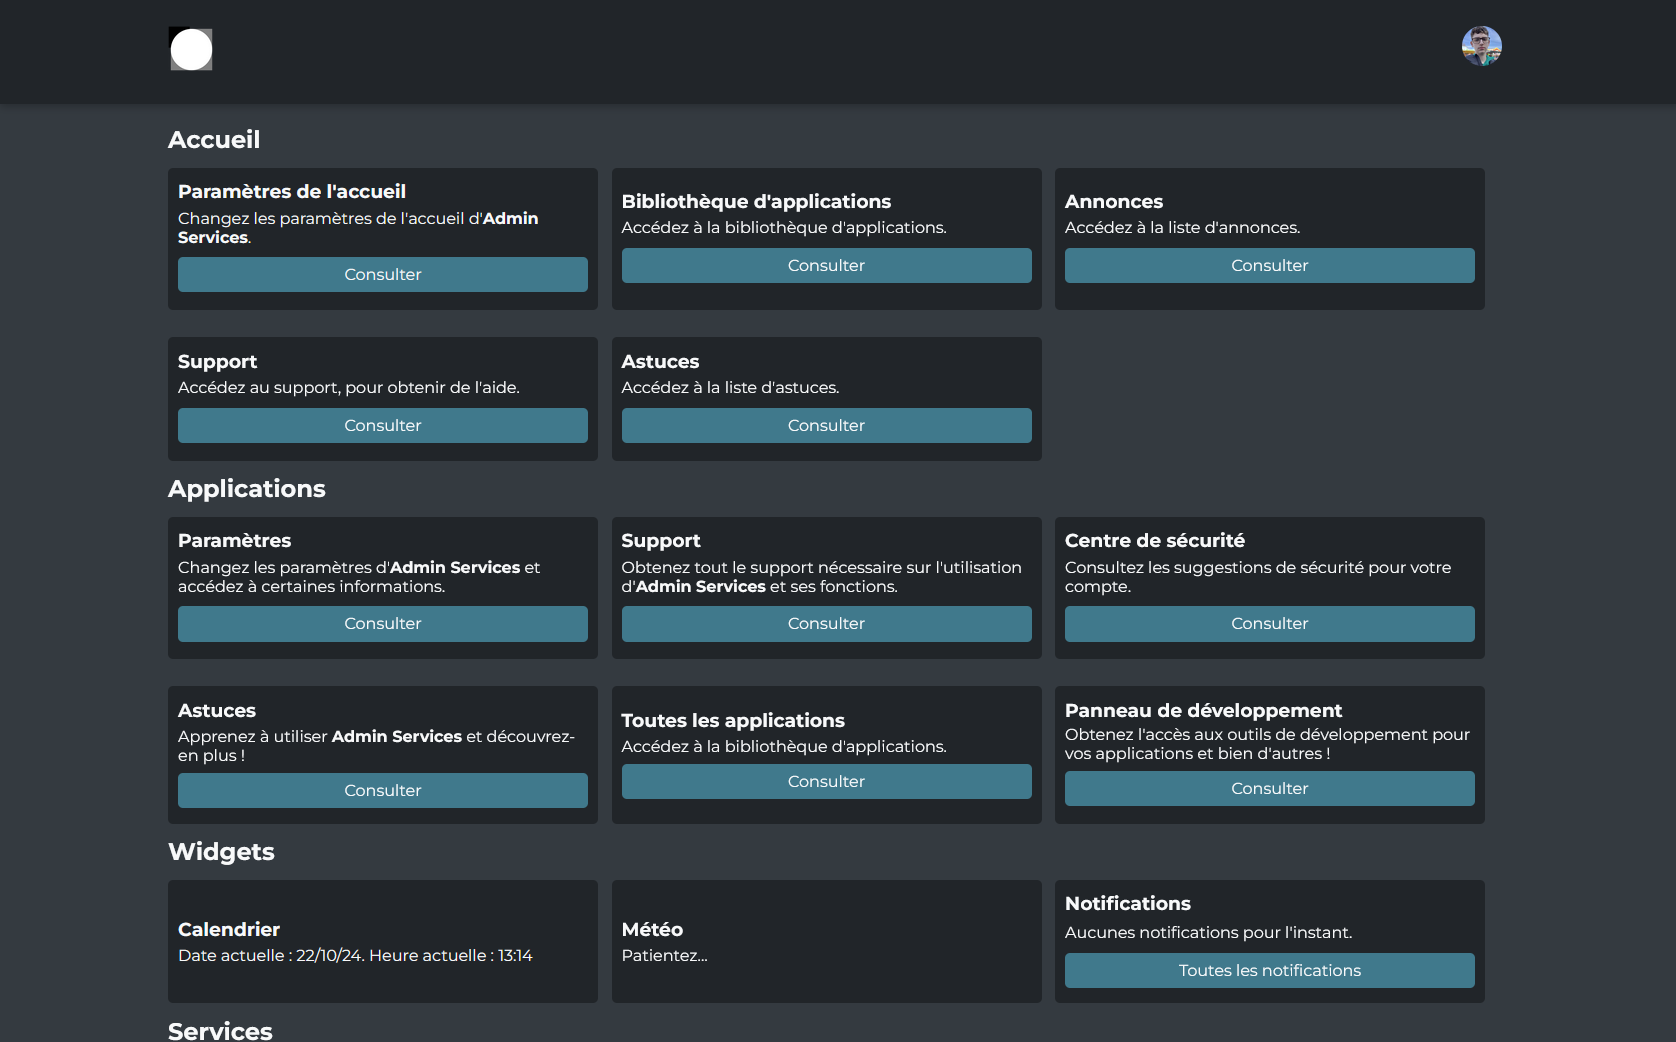 Accueil
Paramètres de l'accueil
Changez les paramètres de l'accueil d'Admin
Services.
Consulter
Bibliothèque d'applications
Accédez à la bibliothèque d'applications.
Consulter
Annonces
Accédez à la liste d'annonces.
Consulter
Support
Accédez au support, pour obtenir de l'aide.
Consulter
Astuces
Accédez à la liste d'astuces.
Consulter
Applications
Paramètres
Changez les paramètres d'Admin Services et
accédez à certaines informations.
Consulter
Support
Obtenez tout le support nécessaire sur l'utilisation
d'Admin Services et ses fonctions.
Consulter
Centre de sécurité
Consultez les suggestions de sécurité pour votre
compte.
Consulter
Astuces
Apprenez à utiliser Admin Services et découvrez-
en plus !
Consulter
Toutes les applications
Accédez à la bibliothèque d'applications.
Consulter
Panneau de développement
Obtenez l'accès aux outils de développement pour
vos applications et bien d'autres !
Consulter
Widgets
Calendrier
Date actuelle : 22/10/24. Heure actuelle : 13:14
Météo
Patientez...
Notifications
Aucunes notifications pour l'instant.
Toutes les notifications
Services